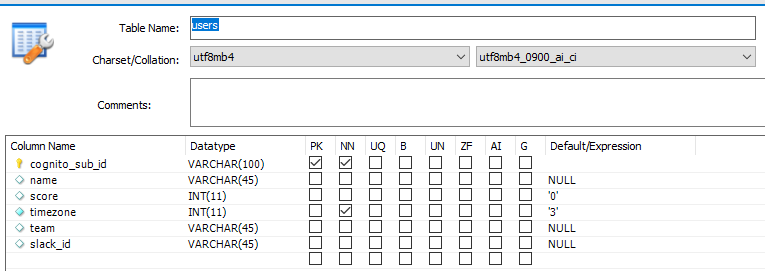 Table Name: users
Charset/Collation: utf8mb4 utf8mb4_0900_ai_ci
Comments:
Column Name Datatype PK NN UQ B UN ZF AI G Default/Expression
cognito_sub_id VARCHAR(100)
name VARCHAR(45) NULL
score INT(11) '0'
timezone INT(11) '3'
team VARCHAR(45) NULL
slack_id VARCHAR(45) NULL